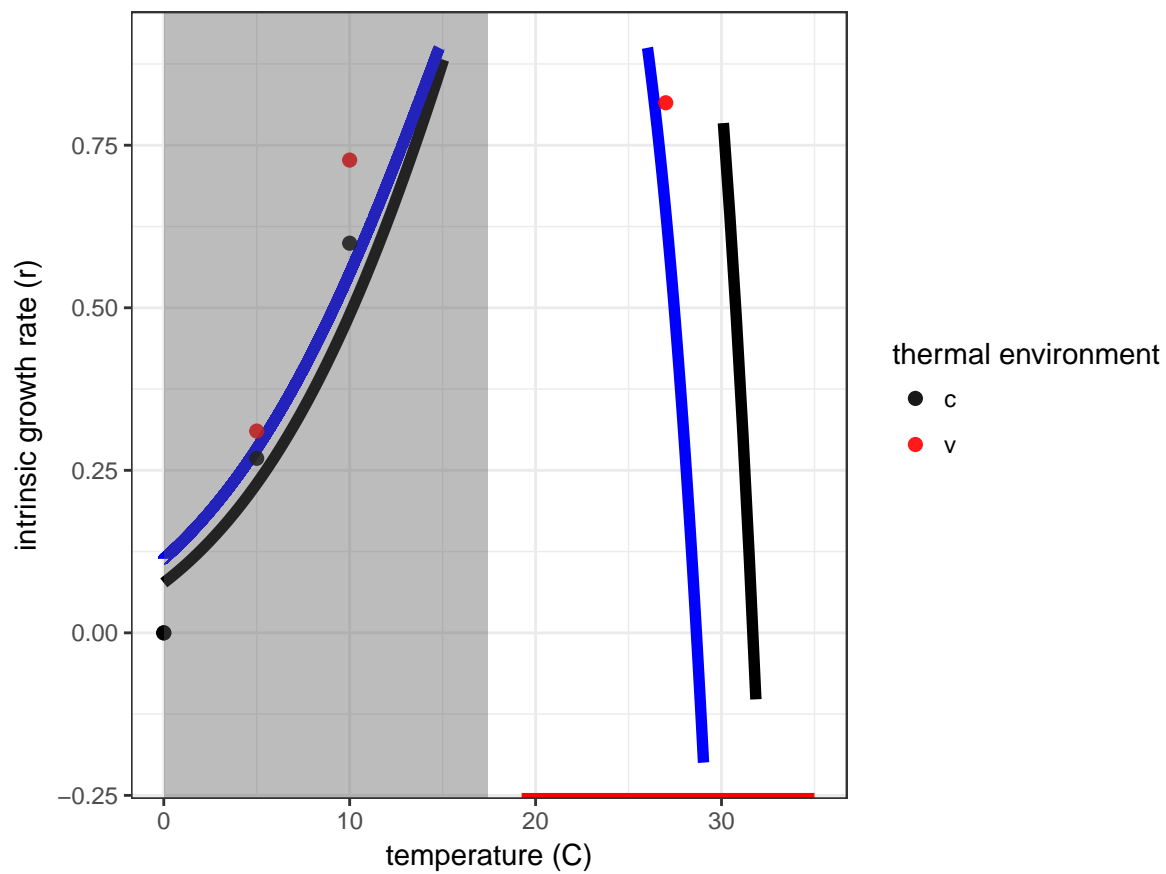 0.75
0.50
0.25
0.00
−0.25
0
10
20
30
temperature (C)
intrinsic growth rate (r)
thermal environment
c
v